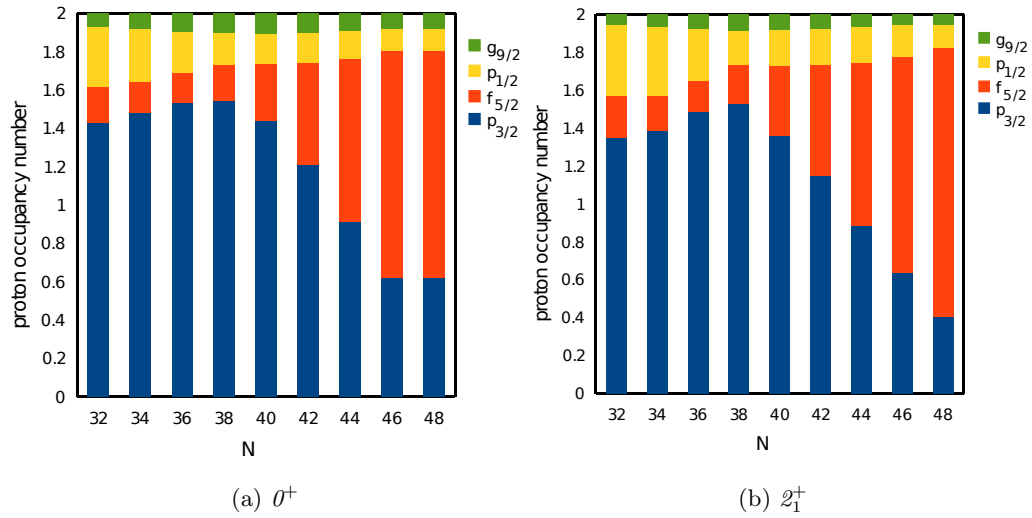 proton occupancy number
2
1.8
1.6
1.4
1.2
1
0.8
0.6
0.4
0.2
0
32 34 36 38 40 42 44 46 48
N
g9/2
p1/2
f5/2
p3/2
(a) 0+
proton occupancy number
2
1.8
1.6
1.4
1.2
1
0.8
0.6
0.4
0.2
0
32 34 36 38 40 42 44 46 48
N
g9/2
p1/2
f5/2
p3/2
(b) 2+1